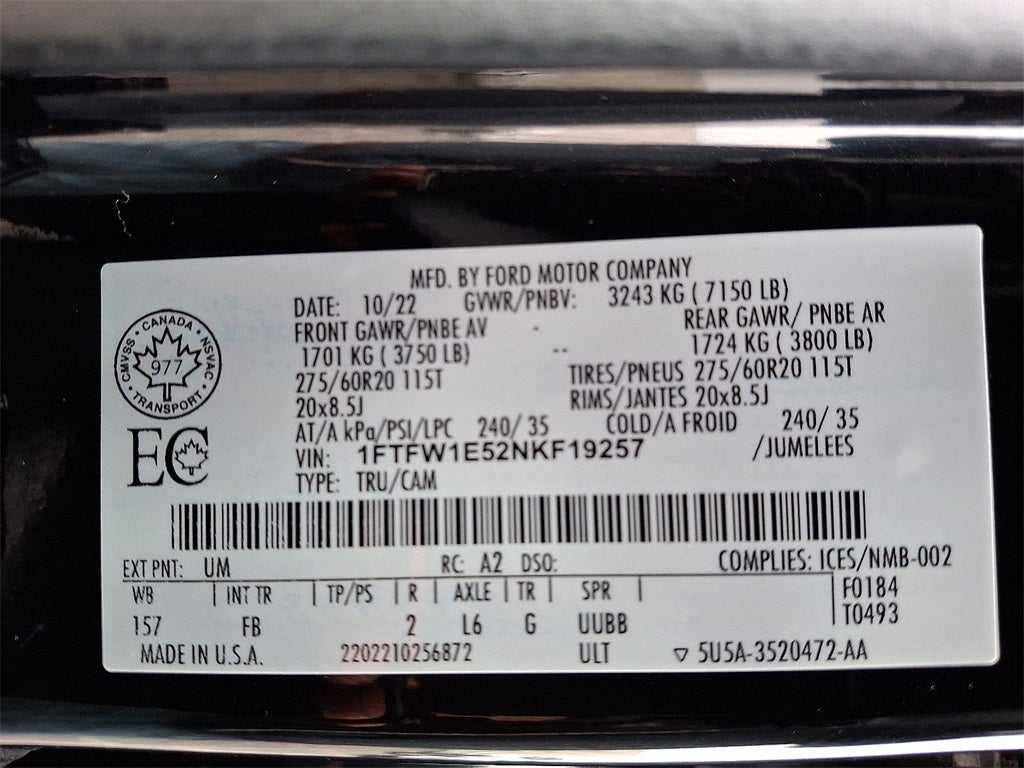 MFD. BY FORD MOTOR COMPANY
DATE: 10/22 GVWR/PNBV: 3243 KG ( 7150 LB)
FRONT GAWR/PNBE AV - REAR GAWR/ PNBE AR
1701 KG ( 3750 LB) -- 1724 KG ( 3800 LB)
275/60R20 115T TIRES/PNEUS 275/60R20 115T
20x8.5J RIMS/JANTES 20x8.5J
AT/A kPa/PSI/LPC 240/ 35 COLD/A FROID 240/ 35
VIN: 1FTFW1E52NKF19257 /JUMELEES
TYPE: TRU/CAM
CANADA
CMVSS NSVAC
977
TRANSPORT
EC
EXT PNT: UM RC: A2 DSO: COMPLIES: ICES/NMB-002
WB INT TR TP/PS R AXLE TR SPR F0184
T0493
157 FB 2 L6 G UUBB
MADE IN U.S.A. 2202210256872 ULT ▽ 5U5A-3520472-AA